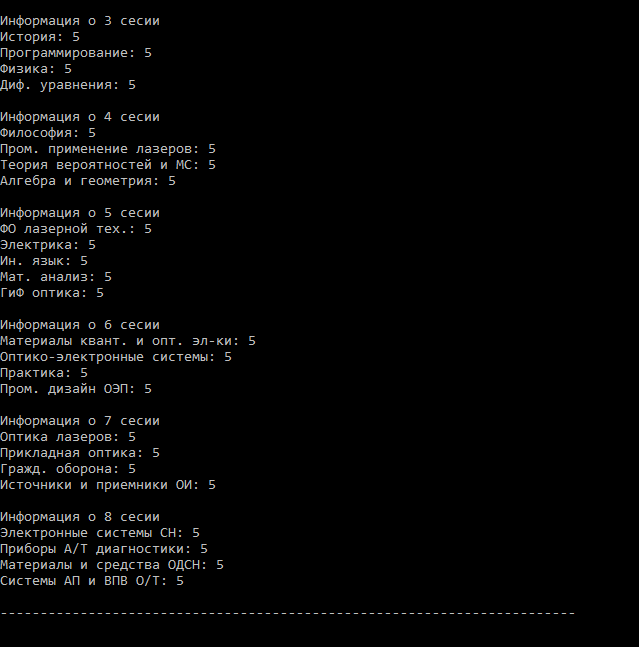 Информация о 3 сесии
История: 5
Программирование: 5
Физика: 5
Диф. уравнения: 5
Информация о 4 сесии
Философия: 5
Пром. применение лазеров: 5
Теория вероятностей и МС: 5
Алгебра и геометрия: 5
Информация о 5 сесии
ФО лазерной тех.: 5
Электрика: 5
Ин. язык: 5
Мат. анализ: 5
ГиФ оптика: 5
Информация о 6 сесии
Материалы квант. и опт. эл-ки: 5
Оптико-электронные системы: 5
Практика: 5
Пром. дизайн ОЭП: 5
Информация о 7 сесии
Оптика лазеров: 5
Прикладная оптика: 5
Гражд. оборона: 5
Источники и приемники ОИ: 5
Информация о 8 сесии
Электронные системы СН: 5
Приборы А/Т диагностики: 5
Материалы и средства ОДСН: 5
Системы АП и ВПВ О/Т: 5
------------------------------------------------------------------------